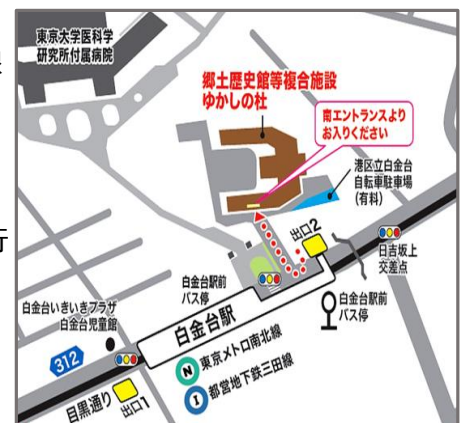 東京大学医科学
研究所付属病院
郷土歴史館等複合施設
ゆかしの杜
南エントランスより
お入りください
港区立白金台
自転車駐車場
(有料)
行
出口2
日吉坂上
交差点
白金台駅前
バス停
白金台駅前
バス停
白金台いきいきプラザ
白金台児童館
白金台駅
312
N 東京メトロ南北線
I 都営地下鉄三田線
目黒通り
出口1